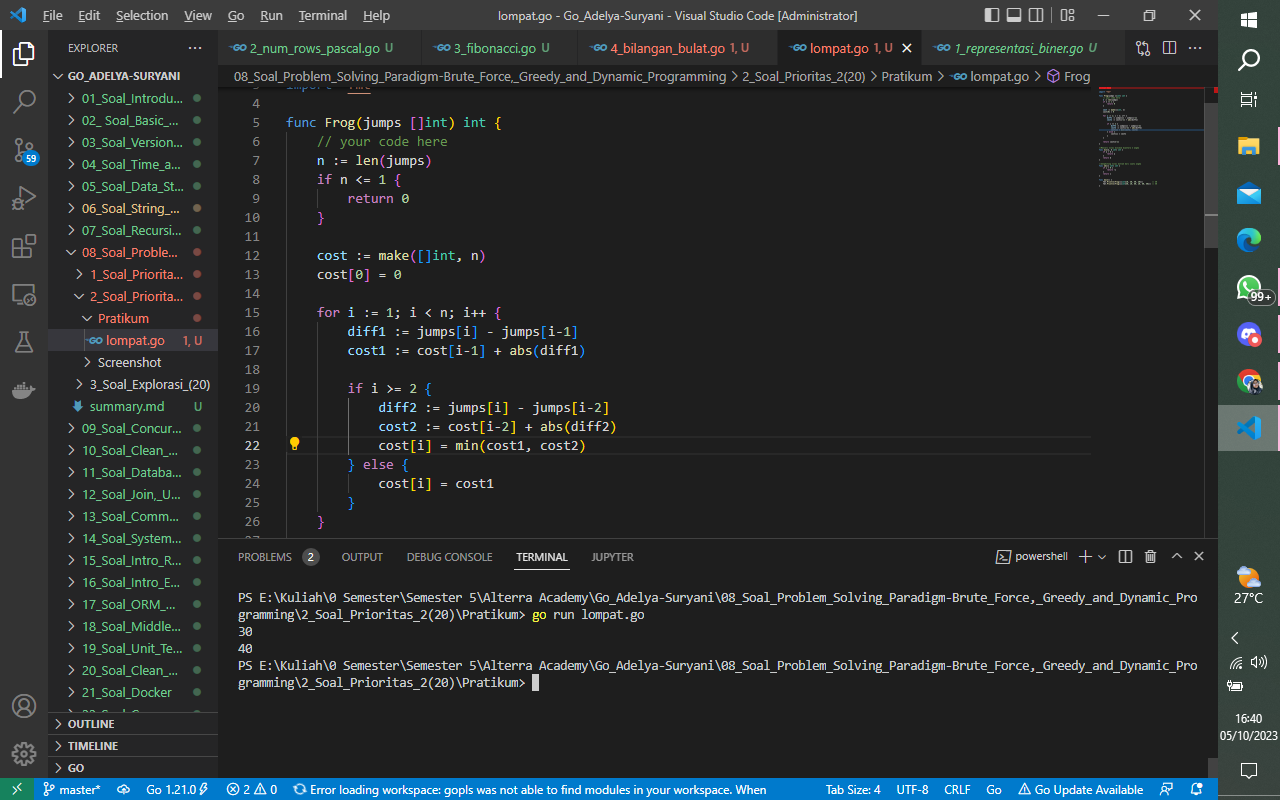 File Edit Selection View Go Run Terminal Help
lompat.go - Go_Adelya-Suryani - Visual Studio Code [Administrator]
EXPLORER
2_num_rows_pascal.go U
3_fibonacci.go U
4_bilangan_bulat.go 1, U
lompat.go 1, U
1_representasi_biner.go U
08_Soal_Problem_Solving_Paradigm-Brute_Force,_Greedy_and_Dynamic_Programming > 2_Soal_Prioritas_2(20) > Pratikum > lompat.go > Frog
GO_ADELYA-SURYANI
01_Soal_Introdu...
02_ Soal_Basic_...
03_Soal_Version...
04_Soal_Time_a...
05_Soal_Data_St...
06_Soal_String_...
07_Soal_Recursi...
08_Soal_Proble...
1_Soal_Priorita...
2_Soal_Priorita...
Pratikum
lompat.go 1, U
Screenshot
3_Soal_Explorasi_(20)
summary.md U
09_Soal_Concur...
10_Soal_Clean_...
11_Soal_Databa...
12_Soal_Join,_U...
13_Soal_Comm...
14_Soal_System...
15_Soal_Intro_R...
16_Soal_Intro_E...
17_Soal_ORM_...
18_Soal_Middle...
19_Soal_Unit_Te...
20_Soal_Clean_...
21_Soal_Docker
OUTLINE
TIMELINE
GO
59
4
5 func Frog(jumps []int) int {
6 // your code here
7 n := len(jumps)
8 if n <= 1 {
9 return 0
10 }
11
12 cost := make([]int, n)
13 cost[0] = 0
14
15 for i := 1; i < n; i++ {
16 diff1 := jumps[i] - jumps[i-1]
17 cost1 := cost[i-1] + abs(diff1)
18
19 if i >= 2 {
20 diff2 := jumps[i] - jumps[i-2]
21 cost2 := cost[i-2] + abs(diff2)
22 cost[i] = min(cost1, cost2)
23 } else {
24 cost[i] = cost1
25 }
26 }
PROBLEMS 2 OUTPUT DEBUG CONSOLE TERMINAL JUPYTER
powershell
PS E:\Kuliah\0 Semester\Semester 5\Alterra Academy\Go_Adelya-Suryani\08_Soal_Problem_Solving_Paradigm-Brute_Force,_Greedy_and_Dynamic_Pro
gramming\2_Soal_Prioritas_2(20)\Pratikum> go run lompat.go
30
40
PS E:\Kuliah\0 Semester\Semester 5\Alterra Academy\Go_Adelya-Suryani\08_Soal_Problem_Solving_Paradigm-Brute_Force,_Greedy_and_Dynamic_Pro
gramming\2_Soal_Prioritas_2(20)\Pratikum>
master* Go 1.21.0 2 0 Error loading workspace: gopls was not able to find modules in your workspace. When
Tab Size: 4 UTF-8 CRLF Go Go Update Available
99+
27°C
16:40
05/10/2023